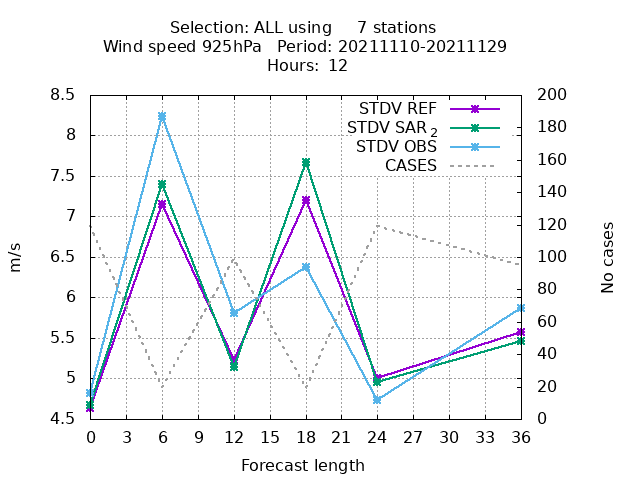 Selection: ALL using     7 stations
Wind speed 925hPa   Period: 20211110-20211129
Hours:  12
STDV REF
STDV SAR 2
STDV OBS
CASES
8.5
8
7.5
7
6.5
6
5.5
5
4.5
m/s
200
180
160
140
120
100
80
60
40
20
0
No cases
0 3 6 9 12 15 18 21 24 27 30 33 36
Forecast length